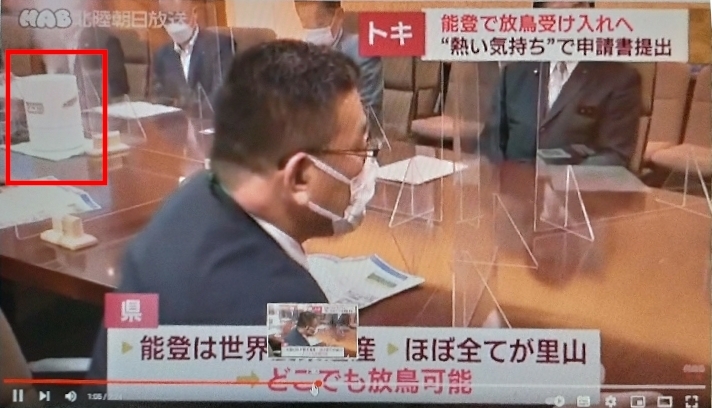 HAB北陸朝日放送
トキ
能登で放鳥受け入れへ
“熱い気持ち”で申請書提出
県
▶能登は世界 産 ▶ほぼ全てが里山
➡どこでも放鳥可能
HAB